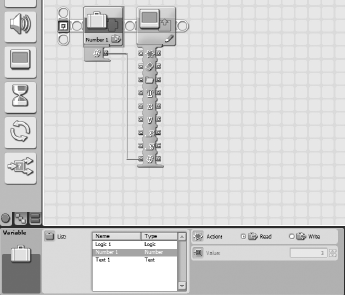 Number 1
Variable
List:
Name
Type
Logic 1
Logic
Number 1
Number
Text 1
Text
Action:
Read
Write
Value